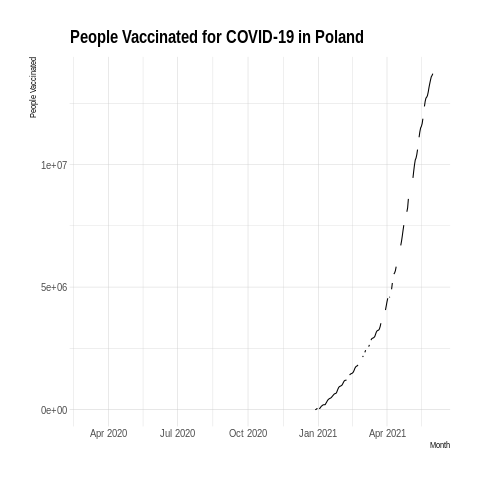 People Vaccinated for COVID-19 in Poland
People Vaccinated
1e+07
5e+06
0e+00
Apr 2020 Jul 2020 Oct 2020 Jan 2021 Apr 2021
Month